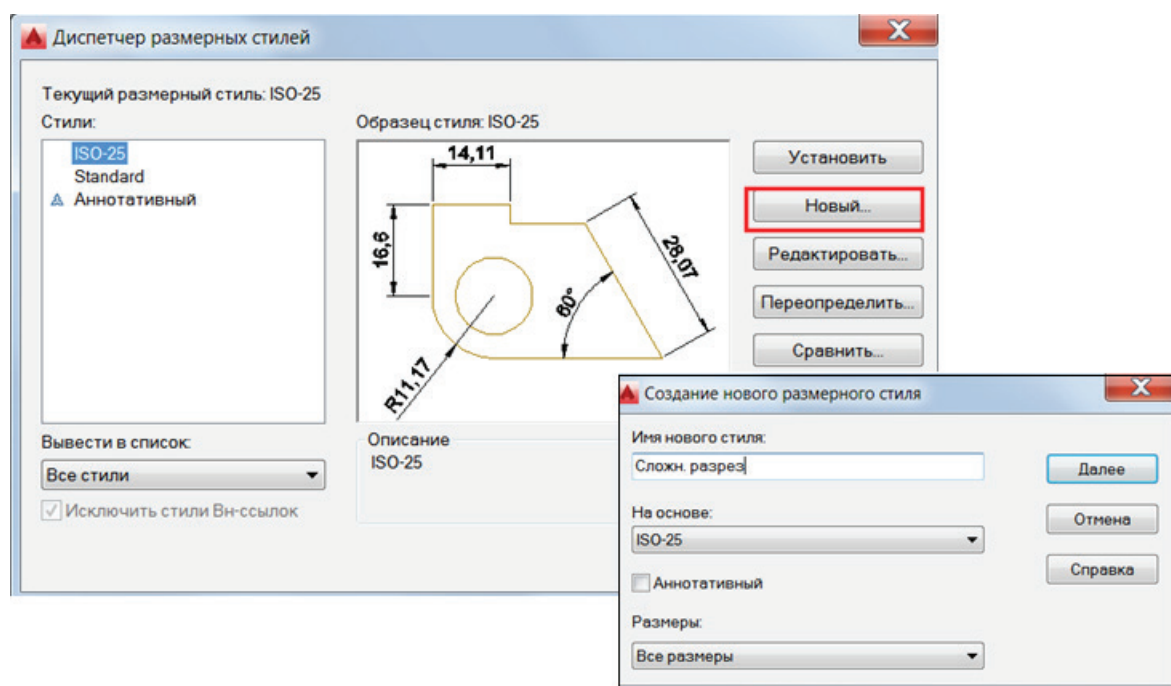 Диспетчер размерных стилей
Текущий размерный стиль: ISO-25
Стили:
ISO-25
Standard
Аннотативный
Образец стиля: ISO-25
14,11
16,6
28,07
60°
R11,17
Установить
Новый...
Редактировать...
Переопределить...
Сравнить...
Вывести в список:
Все стили
Исключить стили Вн-ссылок
Описание
ISO-25
Создание нового размерного стиля
Имя нового стиля:
Сложн. разрез
На основе:
ISO-25
Аннотативный
Размеры:
Все размеры
Далее
Отмена
Справка